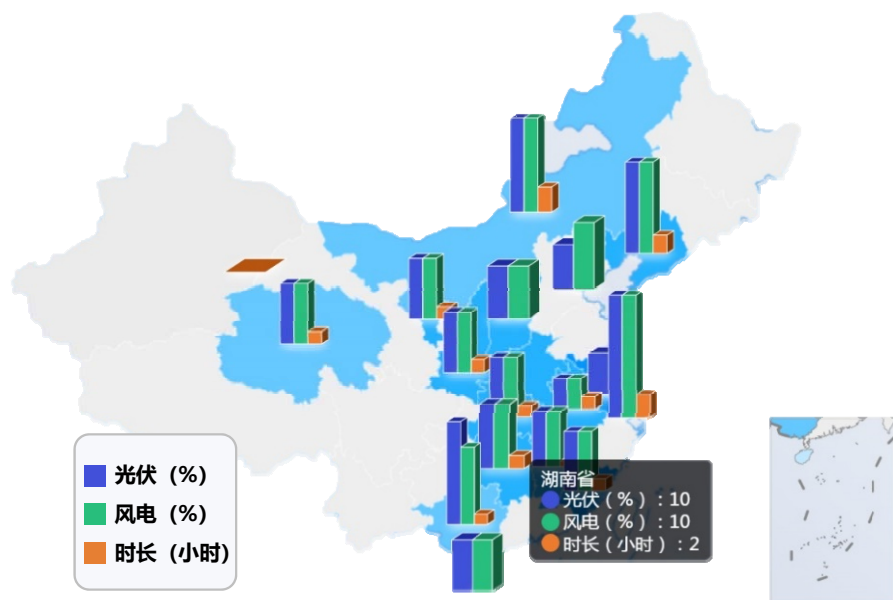 光伏（%）
风电（%）
时长（小时）
湖南省
光伏（%）：10
风电（%）：10
时长（小时）：2